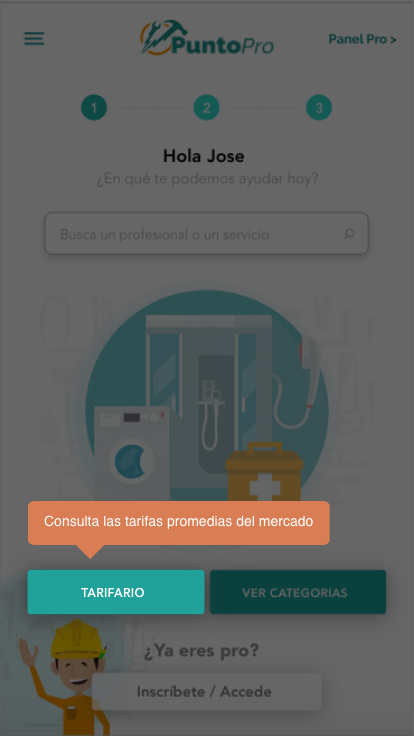 PuntoPro
Panel Pro >
1
2
3
Hola Jose
¿En qué te podemos ayudar hoy?
Busca un profesional o un servicio
Consulta las tarifas promedias del mercado
TARIFARIO
VER CATEGORIAS
¿Ya eres pro?
Inscríbete / Accede